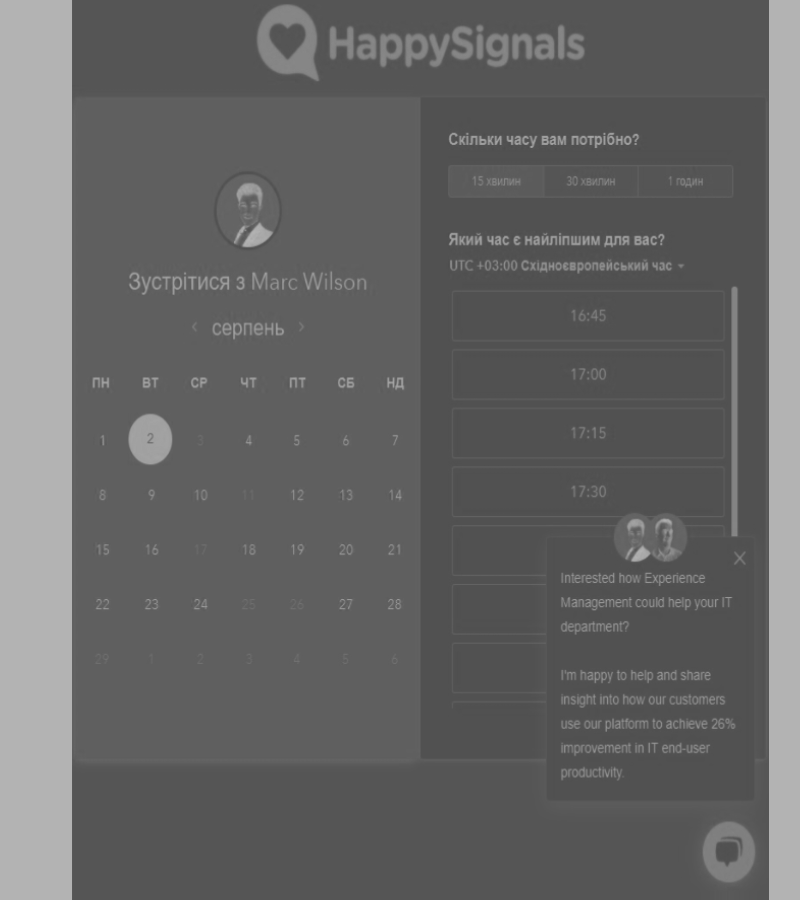 HappySignals
Зустрітися з Marc Wilson
серпень
ПН ВТ СР ЧТ ПТ СБ НД
1 2 3 4 5 6 7
8 9 10 11 12 13 14
15 16 17 18 19 20 21
22 23 24 25 26 27 28
29 1 2 3 4 5 6
Скільки часу вам потрібно?
15 хвилин 30 хвилин 1 годин
Який час є найліпшим для вас?
UTC +03:00 Східноєвропейський час
16:45
17:00
17:15
17:30
Interested how Experience
Management could help your IT
department?
I'm happy to help and share
insight into how our customers
use our platform to achieve 26%
improvement in IT end-user
productivity.